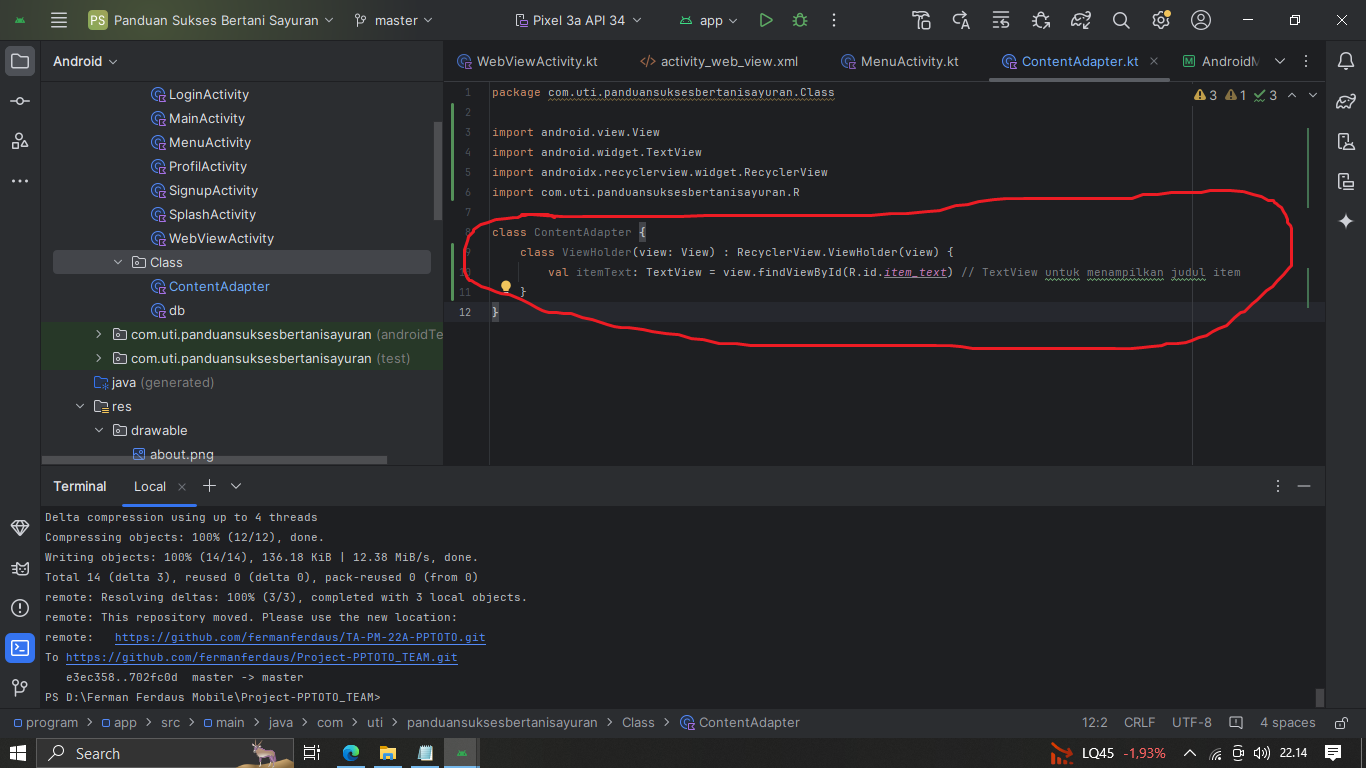 PS Panduan Sukses Bertani Sayuran master Pixel 3a API 34 app
Android
WebViewActivity.kt activity_web_view.xml MenuActivity.kt ContentAdapter.kt
LoginActivity
MainActivity
MenuActivity
ProfilActivity
SignupActivity
SplashActivity
WebViewActivity
Class
ContentAdapter
db
com.uti.panduansuksesbertanisayuran (androidTe
com.uti.panduansuksesbertanisayuran (test)
java (generated)
res
drawable
about.png
3 1 3
1 package com.uti.panduansuksesbertanisayuran.Class
2
3 import android.view.View
4 import android.widget.TextView
5 import androidx.recyclerview.widget.RecyclerView
6 import com.uti.panduansuksesbertanisayuran.R
7
8 class ContentAdapter {
9 class ViewHolder(view: View) : RecyclerView.ViewHolder(view) {
10 val itemText: TextView = view.findViewById(R.id.item_text) // TextView untuk menampilkan judul item
11 }
12 }
Terminal Local
Delta compression using up to 4 threads
Compressing objects: 100% (12/12), done.
Writing objects: 100% (14/14), 136.18 KiB | 12.38 MiB/s, done.
Total 14 (delta 3), reused 0 (delta 0), pack-reused 0 (from 0)
remote: Resolving deltas: 100% (3/3), completed with 3 local objects.
remote: This repository moved. Please use the new location:
remote: https://github.com/fermanferdaus/TA-PM-22A-PPTOTO.git
To https://github.com/fermanferdaus/Project-PPTOTO_TEAM.git
e3ec358..702fc0d master -> master
PS D:\Ferman Ferdaus Mobile\Project-PPTOTO_TEAM>
program > app > src > main > java > com > uti > panduansuksesbertanisayuran > Class > ContentAdapter 12:2 CRLF UTF-8 4 spaces
Search LQ45 -1,93% 22.14